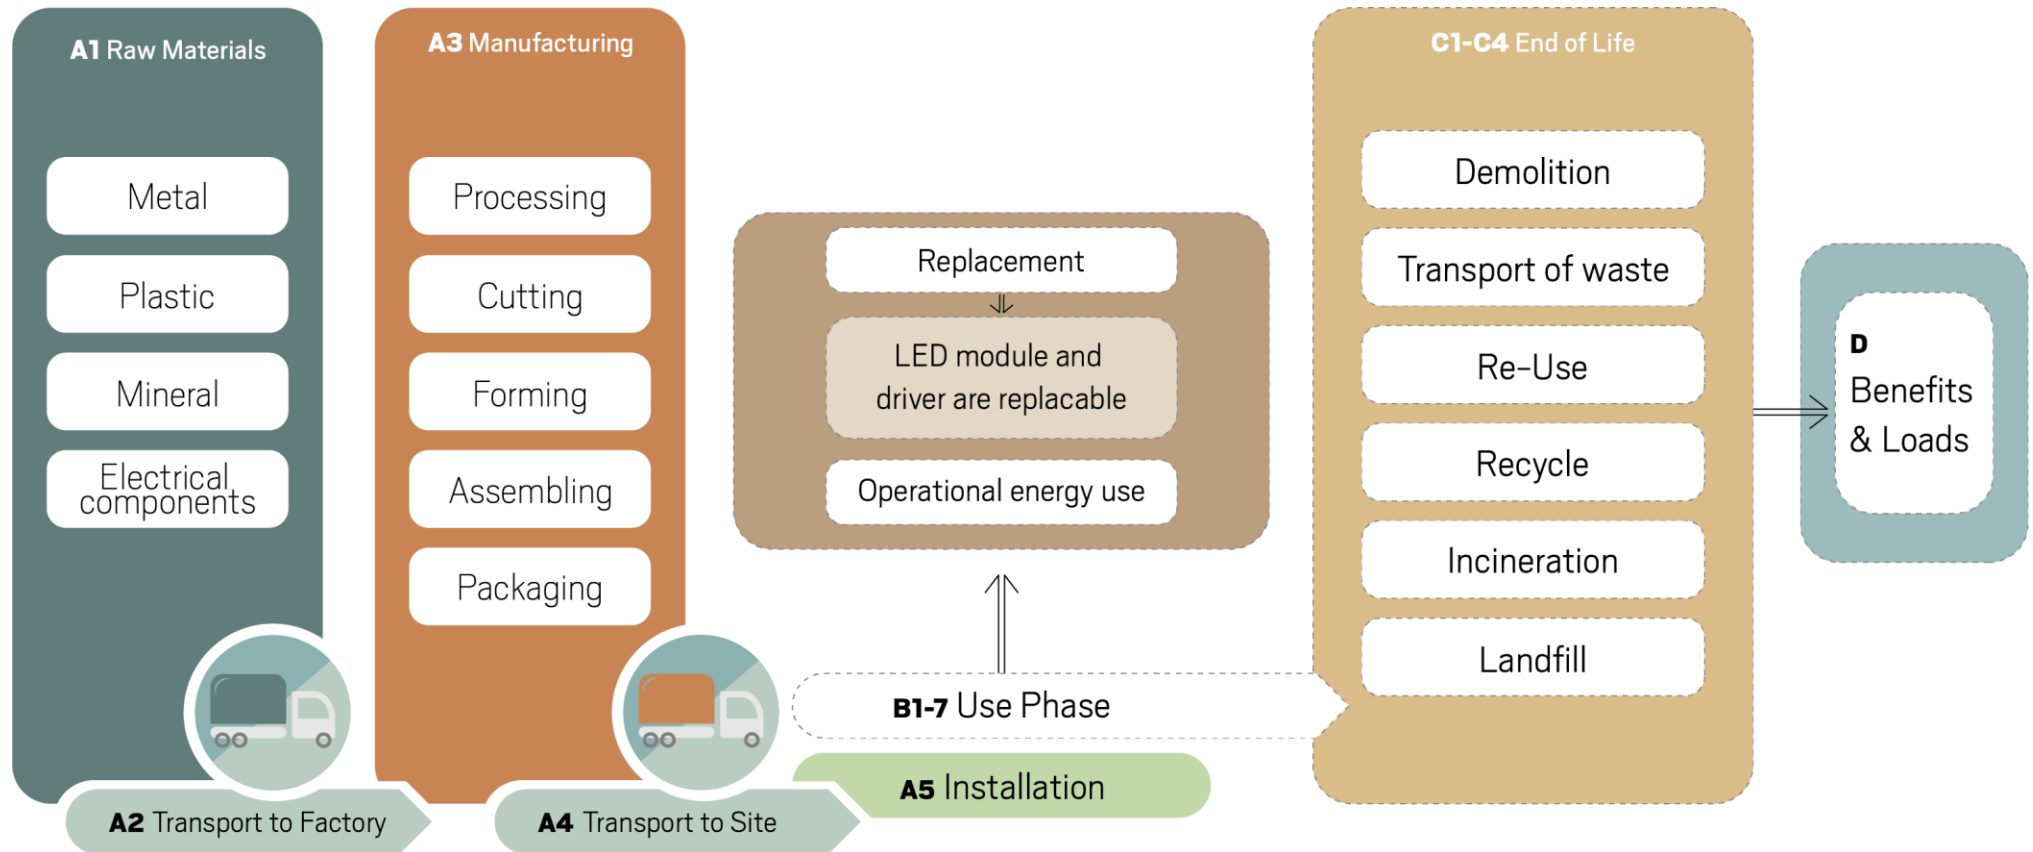 A1 Raw Materials
Metal
Plastic
Mineral
Electrical
components
A2 Transport to Factory
A3 Manufacturing
Processing
Cutting
Forming
Assembling
Packaging
A4 Transport to Site
A5 Installation
B1-7 Use Phase
Replacement
LED module and
driver are replacable
Operational energy use
C1-C4 End of Life
Demolition
Transport of waste
Re-Use
Recycle
Incineration
Landfill
D
Benefits
& Loads